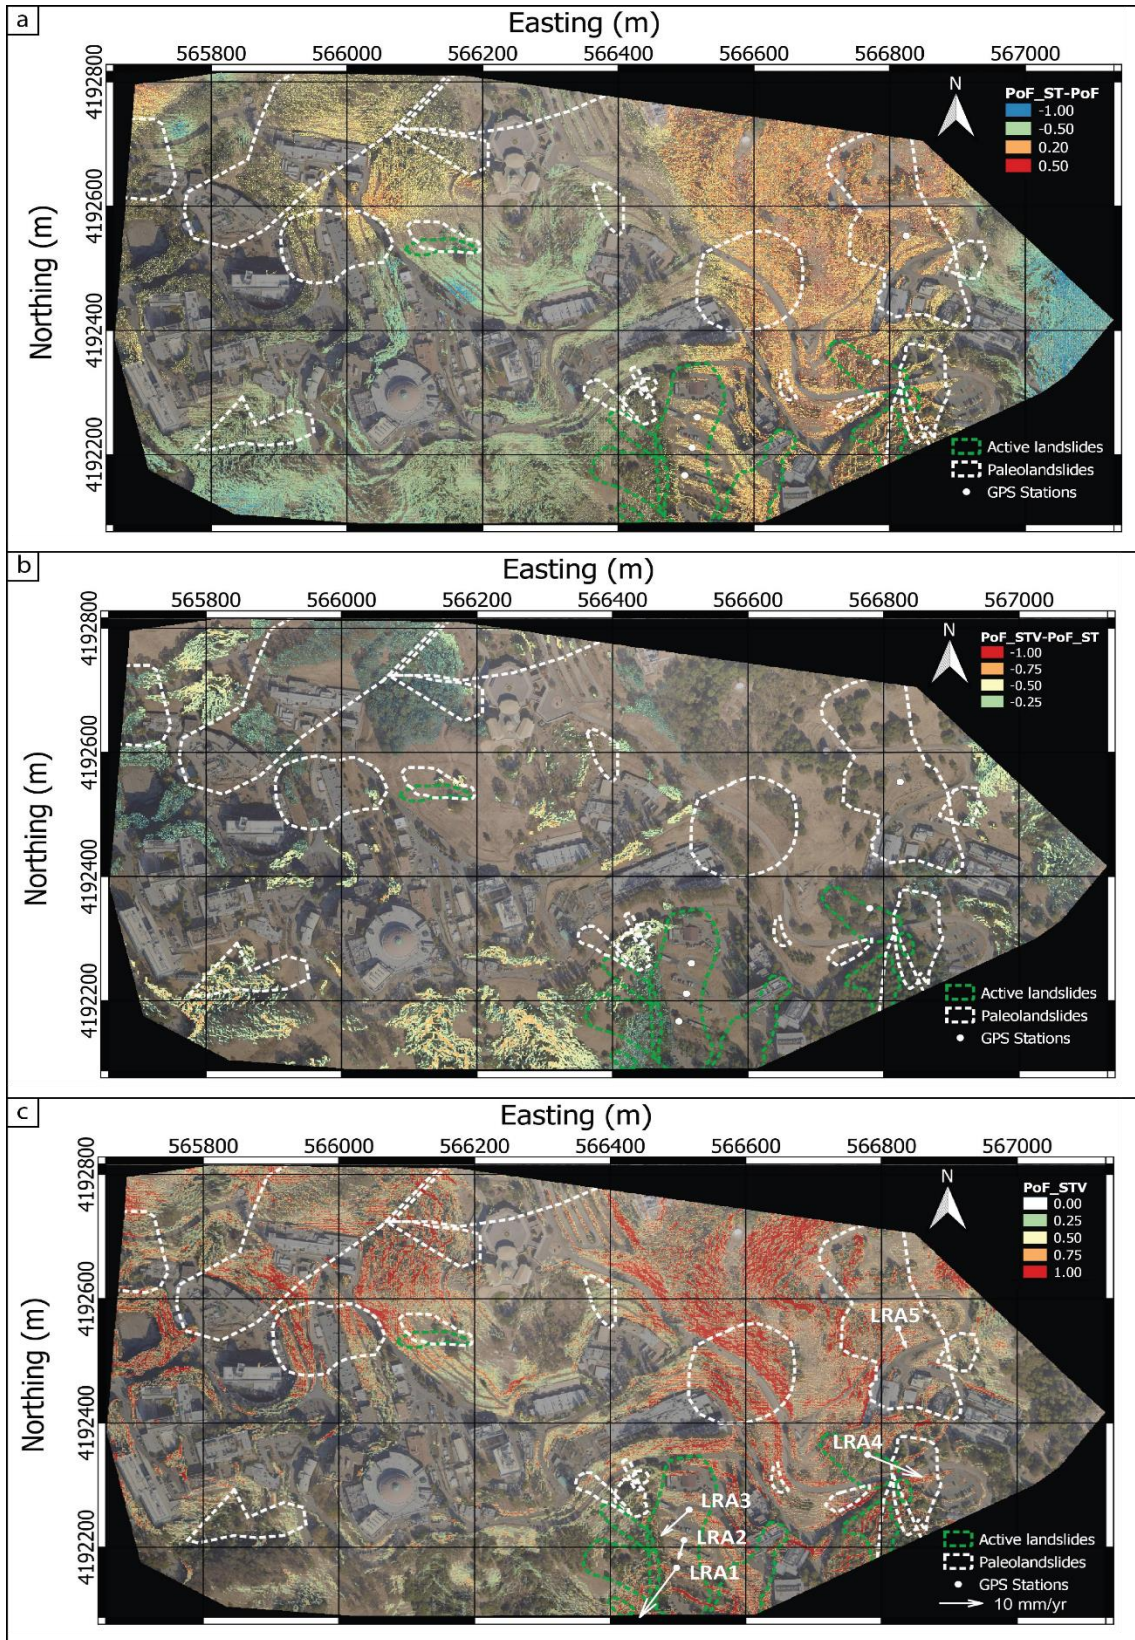 a
Easting (m)
565800 566000 566200 566400 566600 566800 567000
4192800
4192600
4192400
4192200
Northing (m)
N
PoF_ST-PoF
-1.00
-0.50
0.20
0.50
Active landslides
Paleolandslides
GPS Stations
b
Easting (m)
565800 566000 566200 566400 566600 566800 567000
4192800
4192600
4192400
4192200
Northing (m)
N
PoF_STV-PoF_ST
-1.00
-0.75
-0.50
-0.25
Active landslides
Paleolandslides
GPS Stations
c
Easting (m)
565800 566000 566200 566400 566600 566800 567000
4192800
4192600
4192400
4192200
Northing (m)
N
PoF_STV
0.00
0.25
0.50
0.75
1.00
LRA5
LRA4
LRA3
LRA2
LRA1
Active landslides
Paleolandslides
GPS Stations
10 mm/yr